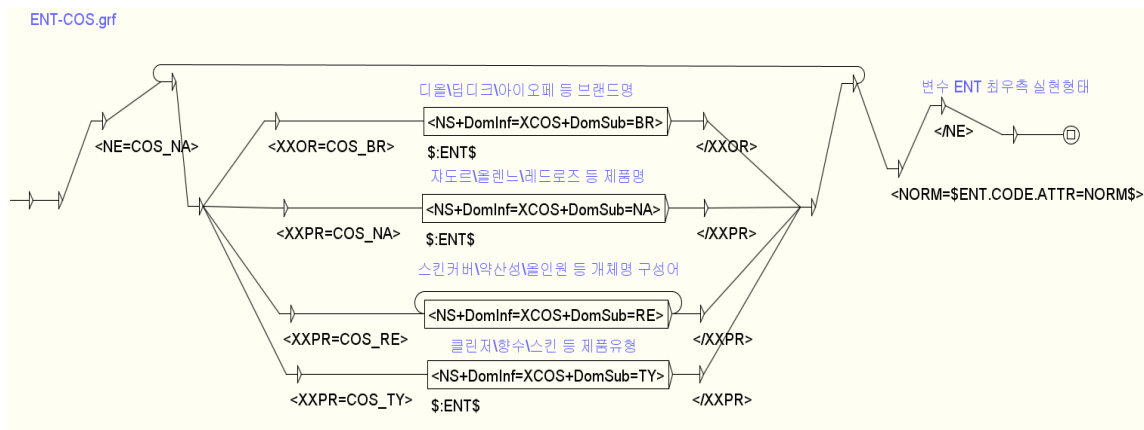 ENT-COS.grf
변수 ENT 최우측 실현형태
디올\딥디크\아이오페 등 브랜드명
<NE=COS_NA>
<XXOR=COS_BR>
<NS+DomInf=XCOS+DomSub=BR>
</XXOR>
</NE>
$:ENT$
자도르\올렌느\레드로즈 등 제품명
<XXPR=COS_NA>
<NS+DomInf=XCOS+DomSub=NA>
</XXPR>
<NORM=$ENT.CODE.ATTR=NORM$>
$:ENT$
스킨커버\약산성\올인원 등 개체명 구성어
<XXPR=COS_RE>
<NS+DomInf=XCOS+DomSub=RE>
</XXPR>
클린저\향수\스킨 등 제품유형
<XXPR=COS_TY>
<NS+DomInf=XCOS+DomSub=TY>
</XXPR>
$:ENT$